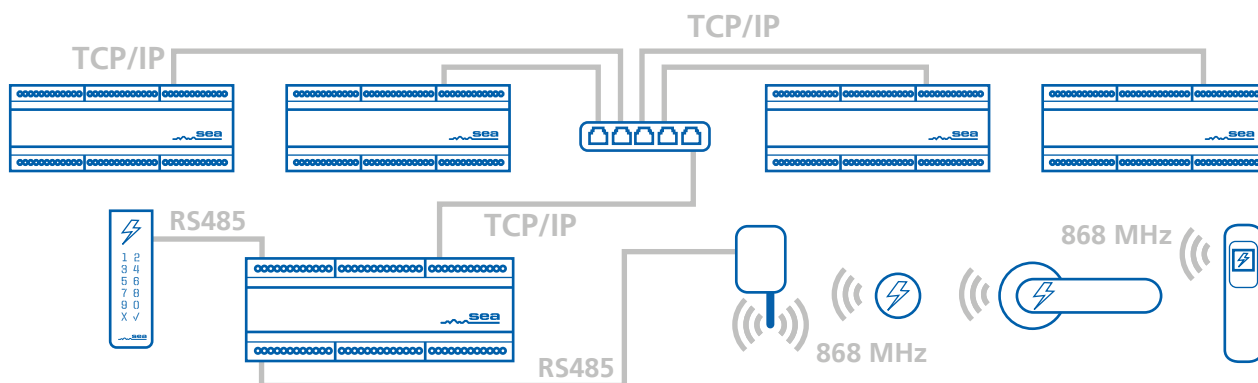 TCP/IP
TCP/IP
sea
sea
sea
sea
RS485
TCP/IP
868 MHz
1 2
3 4
5 6
7 8
9 0
X √
sea
sea
868 MHz
RS485